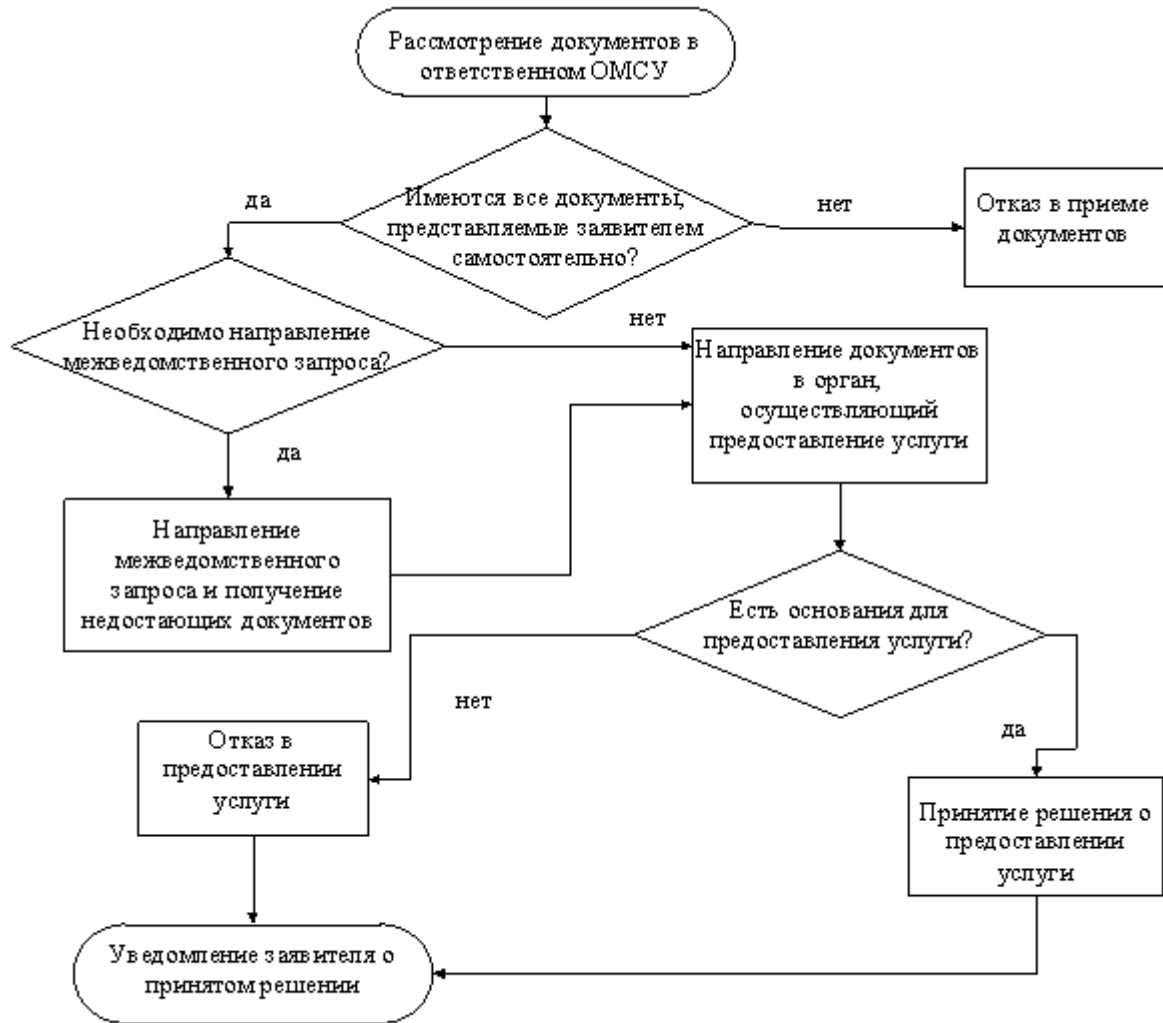 Рассмотрение документов в
ответственном ОМСУ
Имеются все документы,
представляемые заявителем
самостоятельно?
да
нет
Отказ в приеме
документов
Необходимо направление
межведомственного запроса?
нет
Направление документов
в орган,
осуществляющий
предоставление услуги
да
Направление
межведомственного
запроса и получение
недостающих документов
Есть основания для
предоставления услуги?
нет
да
Отказ в
предоставлении
услуги
Принятие решения о
предоставлении
услуги
Уведомление заявителя о
принятом решении